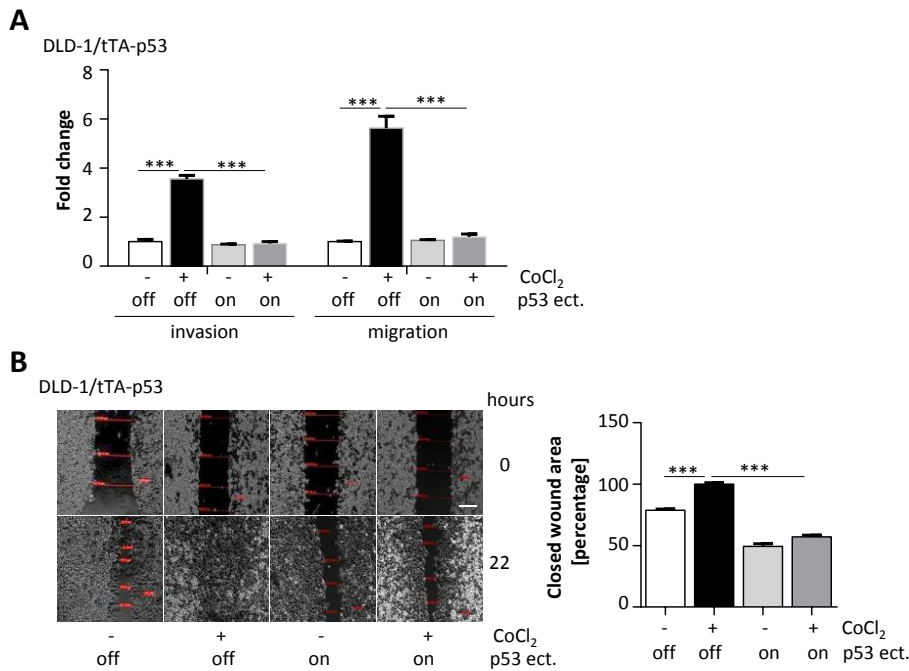 A
DLD-1/tTA-p53
Fold change
8
6
4
2
0
*** ***
*** ***
- + - + - + - + CoCl2
off off on on off off on on p53 ect.
invasion migration
B
DLD-1/tTA-p53
hours
0
22
- + - + CoCl2
off off on on p53 ect.
Closed wound area
[percentage]
150
100
50
0
*** ***
- + - + CoCl2
off off on on p53 ect.